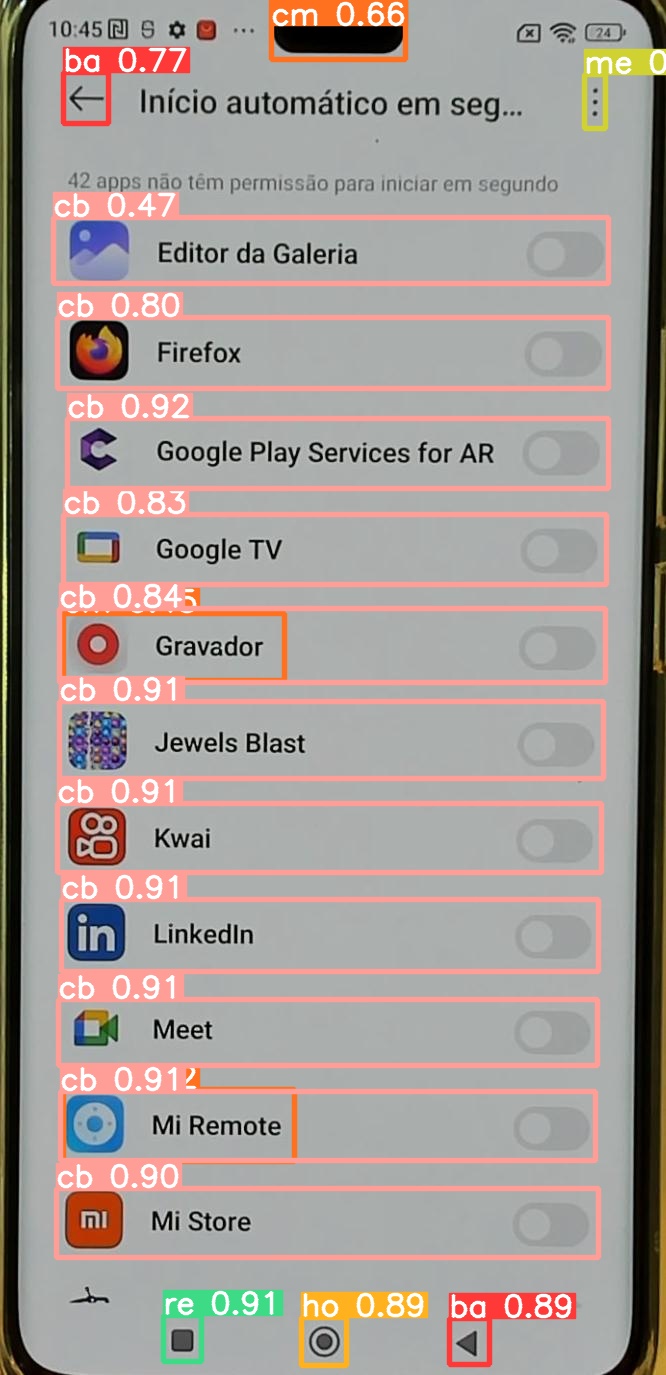 cm 0.66
10:45 ... 24
ba 0.77
me 0
Início automático em seg...
42 apps não têm permissão para iniciar em segundo
cb 0.47
Editor da Galeria
cb 0.80
Firefox
cb 0.92
Google Play Services for AR
cb 0.83
Google TV
cb 0.84
Gravador
cb 0.91
Jewels Blast
cb 0.91
Kwai
cb 0.91
in LinkedIn
cb 0.91
Meet
cb 0.91
Mi Remote
cb 0.90
mi Mi Store
re 0.91 ho 0.89 ba 0.89